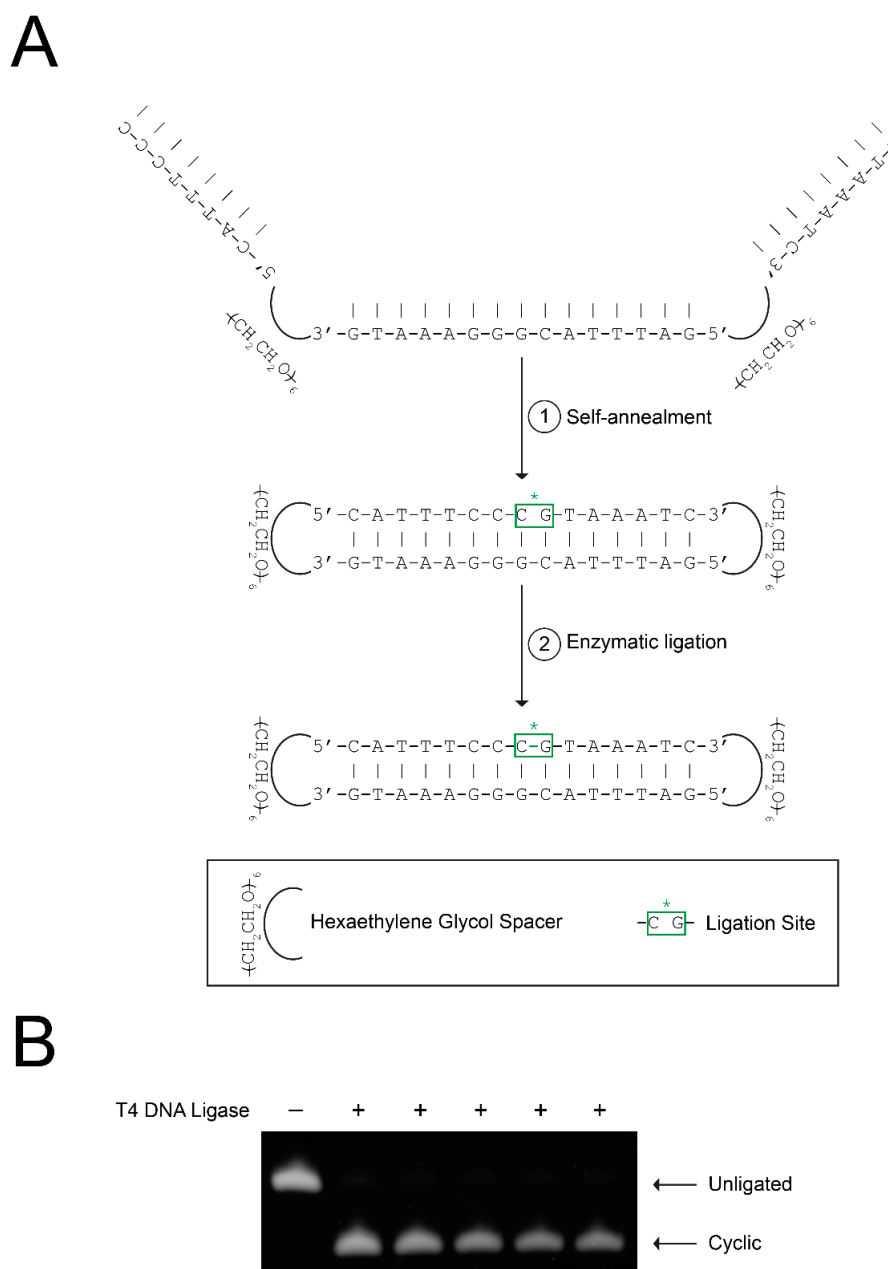 A
5'-C-A-T-T-T-C-C-C
T-A-A-A-T-C-3'
(CH2CH2O)6
3'-G-T-A-A-A-G-G-G-C-A-T-T-T-A-G-5'
(CH2CH2O)6
1 Self-annealment
*
(CH2CH2O)6
5'-C-A-T-T-T-C-C-C G-T-A-A-A-T-C-3'
3'-G-T-A-A-A-G-G-G-C-A-T-T-T-A-G-5'
(CH2CH2O)6
2 Enzymatic ligation
*
(CH2CH2O)6
5'-C-A-T-T-T-C-C-C-G-T-A-A-A-T-C-3'
3'-G-T-A-A-A-G-G-G-C-A-T-T-T-A-G-5'
(CH2CH2O)6
(CH2CH2O)6
Hexaethylene Glycol Spacer
*
-C G-
Ligation Site
B
T4 DNA Ligase − + + + + +
Unligated
Cyclic